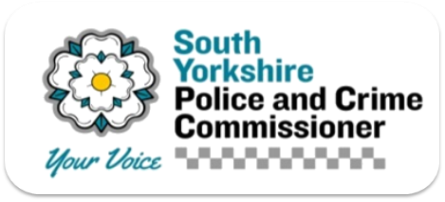 South
Yorkshire
Police and Crime
Commissioner
Your Voice